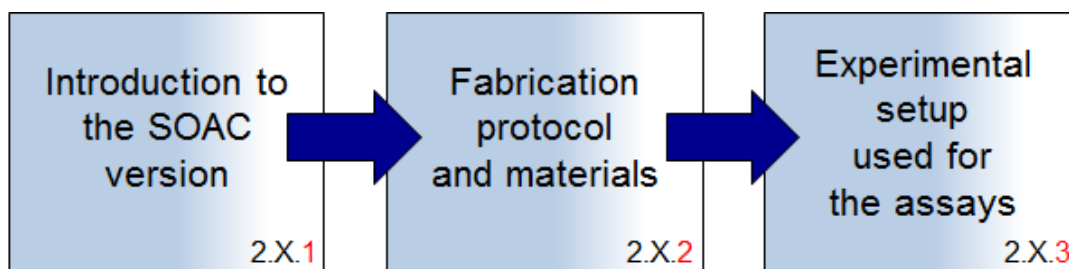 Introduction to
the SOAC
version
2.X.1
Fabrication
protocol
and materials
2.X.2
Experimental
setup
used for
the assays
2.X.3